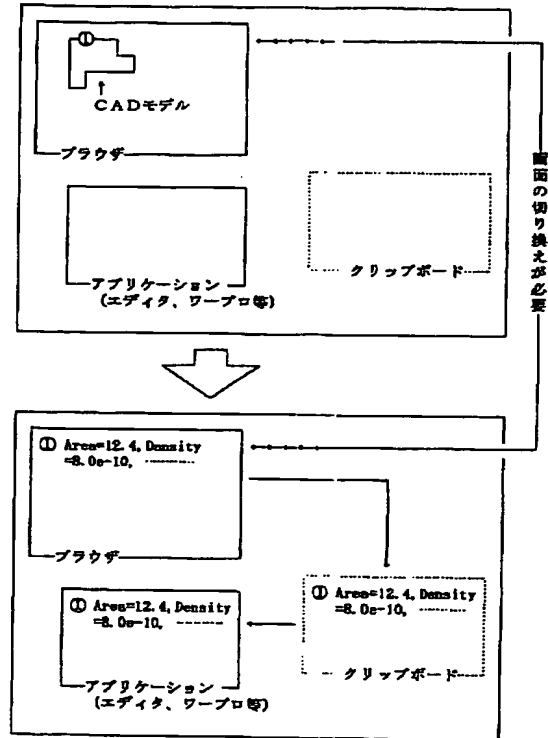 ①
CADモデル
ブラウザ
アプリケーション
(エディタ、ワープロ等)
クリップボード
画面の切り換えが必要
① Area=12.4, Density
=8.0e-10,
ブラウザ
① Area=12.4, Density
=8.0e-10,
アプリケーション
(エディタ、ワープロ等)
① Area=12.4, Density
=8.0e-10,
クリップボード